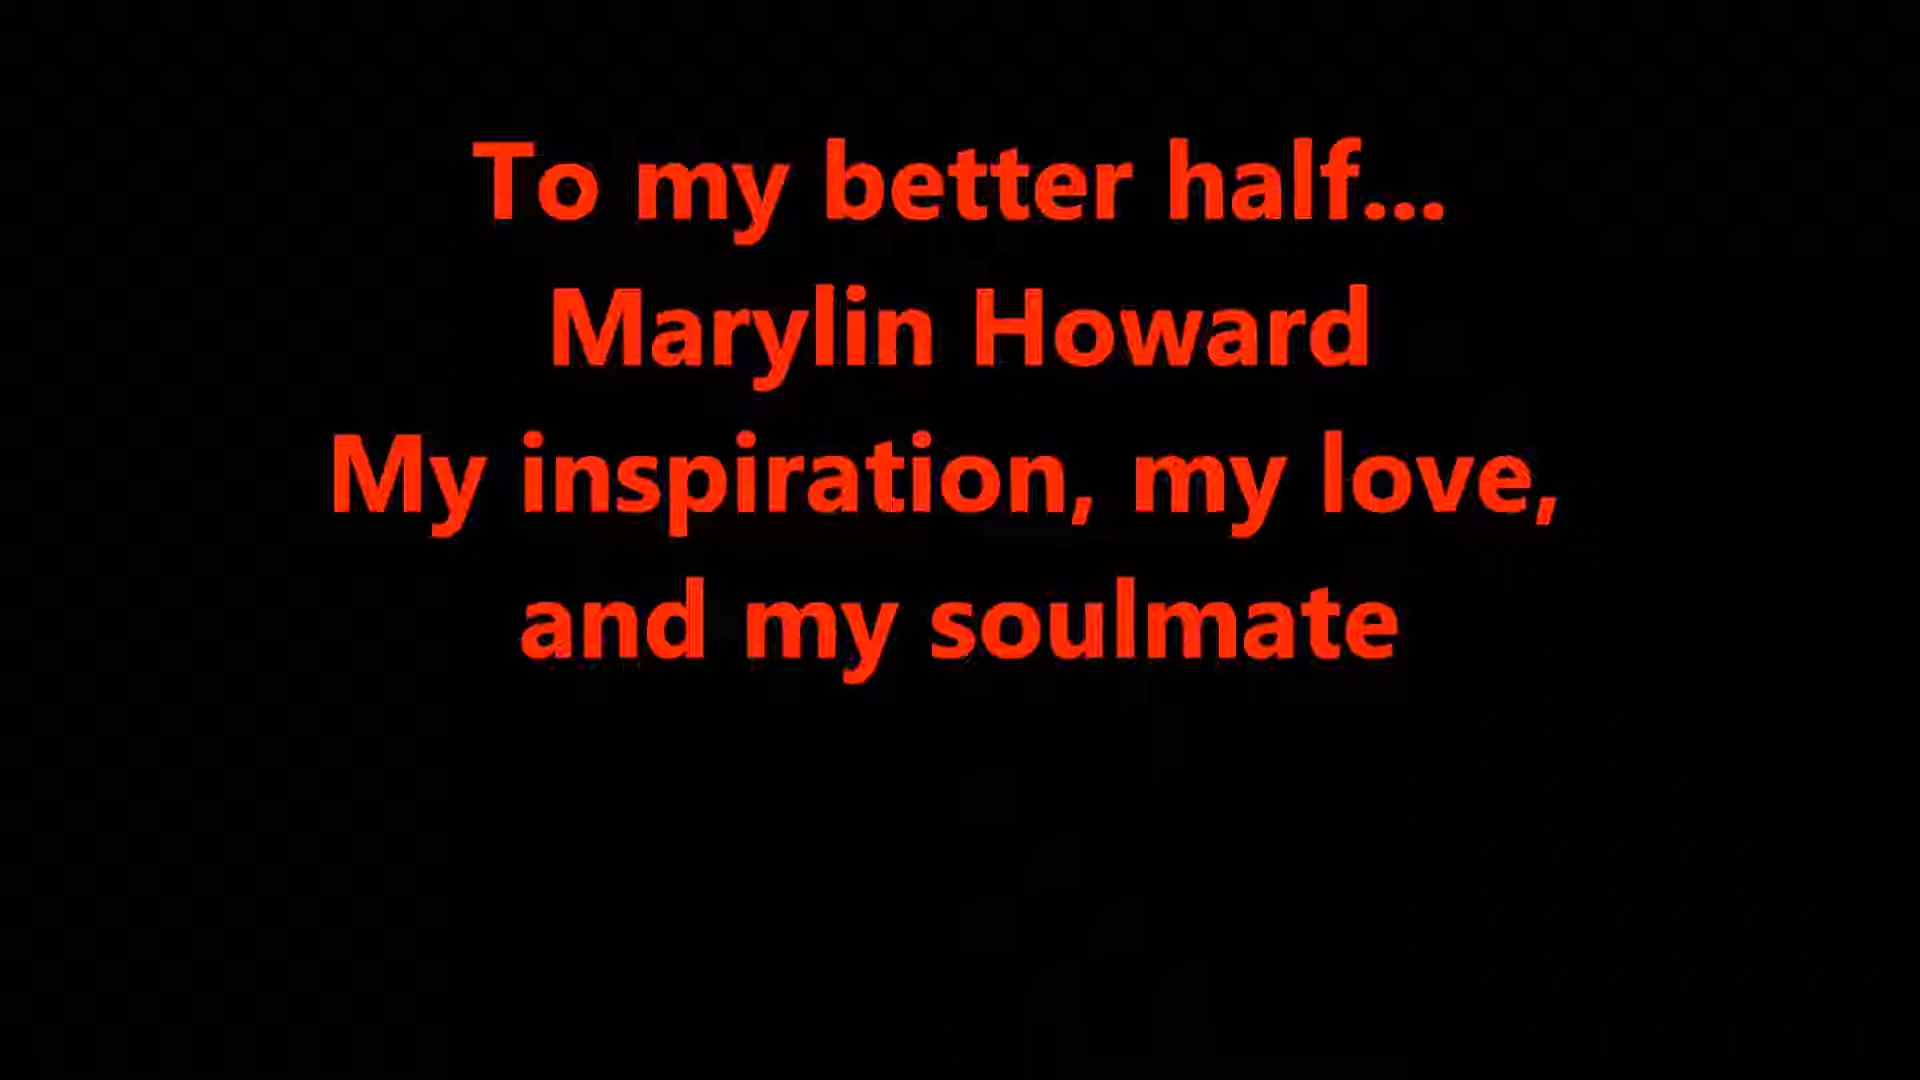 To my better half...
Marylin Howard
My inspiration, my love,
and my soulmate